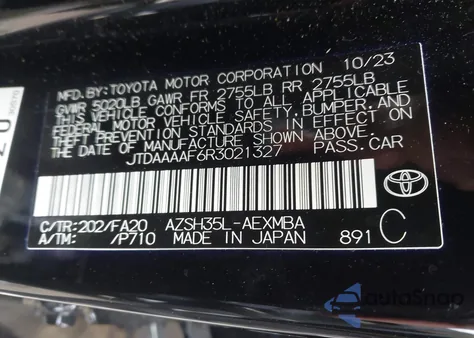 MFD.BY:TOYOTA MOTOR CORPORATION 10/23
GVWR 5020LB GAWR FR 2755LB RR 2755LB
THIS VEHICLE CONFORMS TO ALL APPLICABLE
FEDERAL MOTOR VEHICLE SAFETY, BUMPER, AND
THEFT PREVENTION STANDARDS IN EFFECT ON
THE DATE OF MANUFACTURE SHOWN ABOVE.
JTDAAAAF6R3021327 PASS.CAR
C/TR:202/FA20 AZSH35L-AEXMBA
A/TM: /P710 MADE IN JAPAN 891 C
TOYOTA
autoSnap